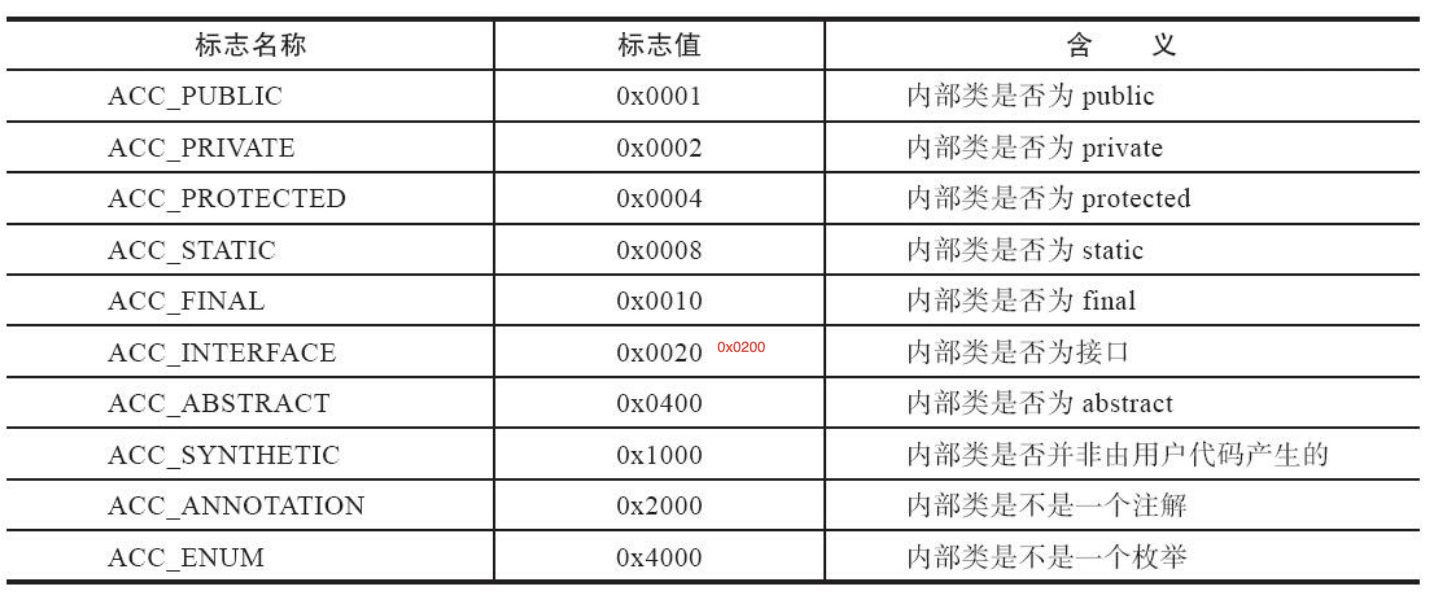 标志名称 标志值 含 义
ACC_PUBLIC 0x0001 内部类是否为 public
ACC_PRIVATE 0x0002 内部类是否为 private
ACC_PROTECTED 0x0004 内部类是否为 protected
ACC_STATIC 0x0008 内部类是否为 static
ACC_FINAL 0x0010 内部类是否为 final
ACC_INTERFACE 0x0020 0x0200 内部类是否为接口
ACC_ABSTRACT 0x0400 内部类是否为 abstract
ACC_SYNTHETIC 0x1000 内部类是否并非由用户代码产生的
ACC_ANNOTATION 0x2000 内部类是不是一个注解
ACC_ENUM 0x4000 内部类是不是一个枚举